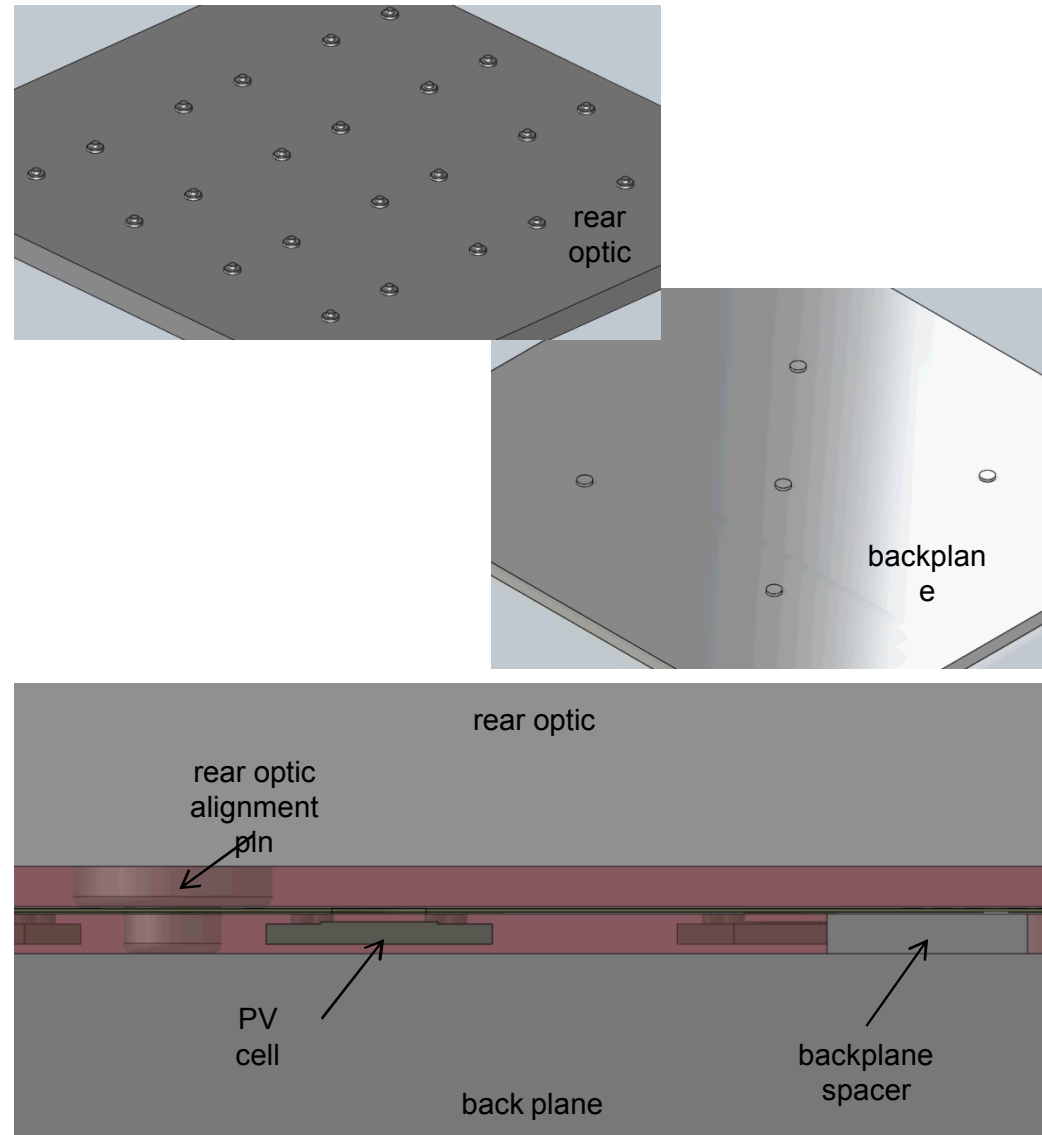 rear
optic
backplan
e
rear optic
rear optic
alignment
pin
PV
cell
backplane
spacer
back plane